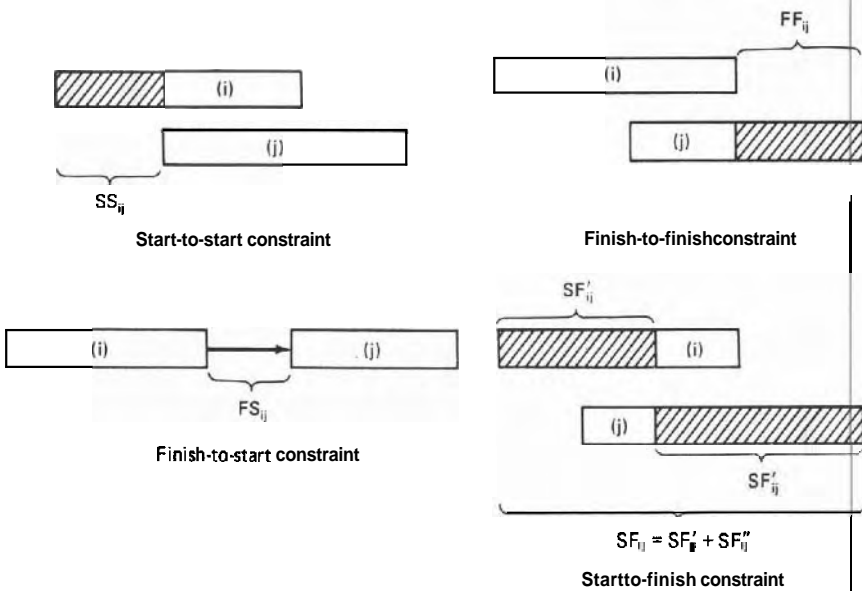 (i)
(j)
SS_ij
Start-to-start constraint
FF_ij
(i)
(j)
Finish-to-finishconstraint
(i)
(j)
FS_ij
Finish-to-start constraint
SF'_ij
(i)
(j)
SF'_ij
SF_ij = SF'_ij + SF''_ij
Startto-finish constraint